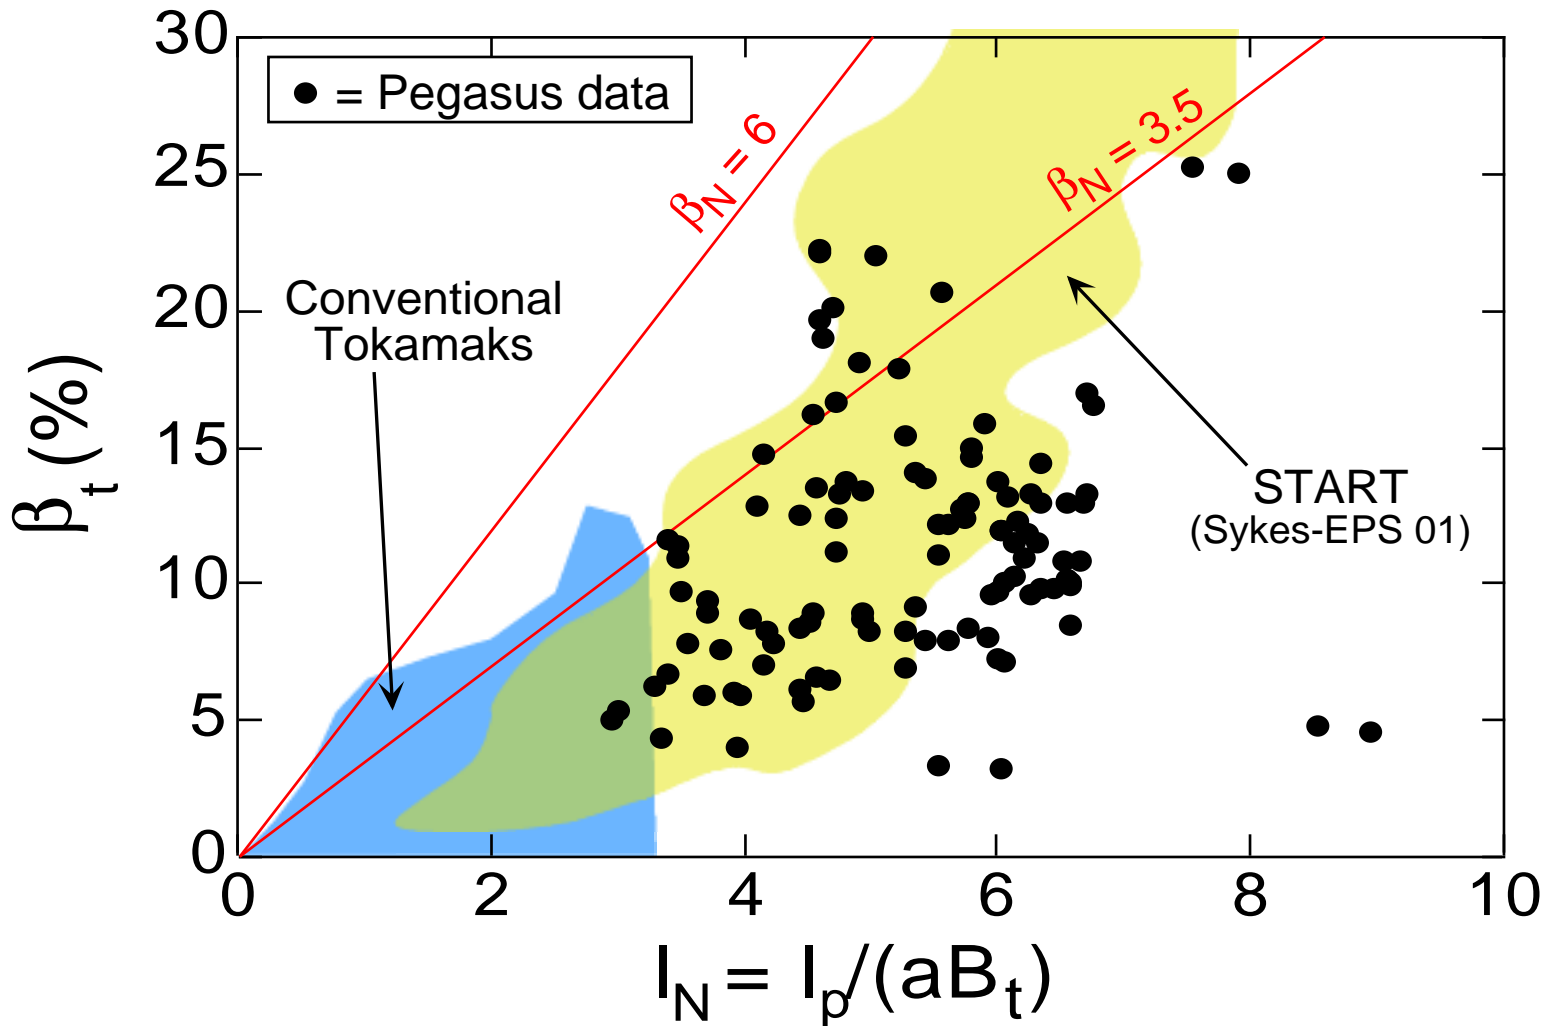 30
25
20
15
10
5
0
0 2 4 6 8 10
β_t (%)
I_N = I_p/(aB_t)
● = Pegasus data
β_N = 6
β_N = 3.5
Conventional
Tokamaks
START
(Sykes-EPS 01)